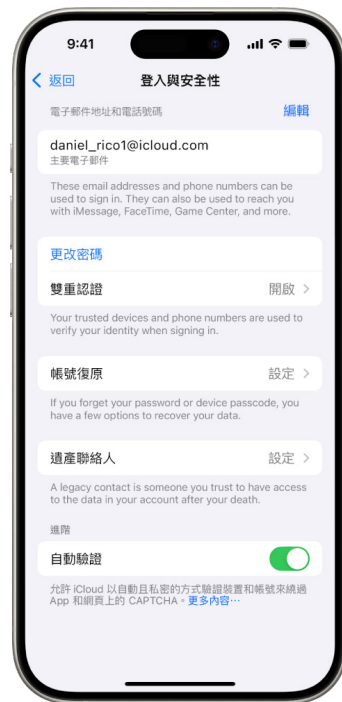 9:41
返回
登入與安全性
電子郵件地址和電話號碼
編輯
daniel_rico1@icloud.com
主要電子郵件
These email addresses and phone numbers can be
used to sign in. They can also be used to reach you
with iMessage, FaceTime, Game Center, and more.
更改密碼
雙重認證
開啟
Your trusted devices and phone numbers are used to
verify your identity when signing in.
帳號復原
設定
If you forget your password or device passcode, you
have a few options to recover your data.
遺產聯絡人
設定
A legacy contact is someone you trust to have access
to the data in your account after your death.
進階
自動驗證
允許 iCloud 以自動且私密的方式驗證裝置和帳號來繞過
App 和網頁上的 CAPTCHA。更多內容⋯